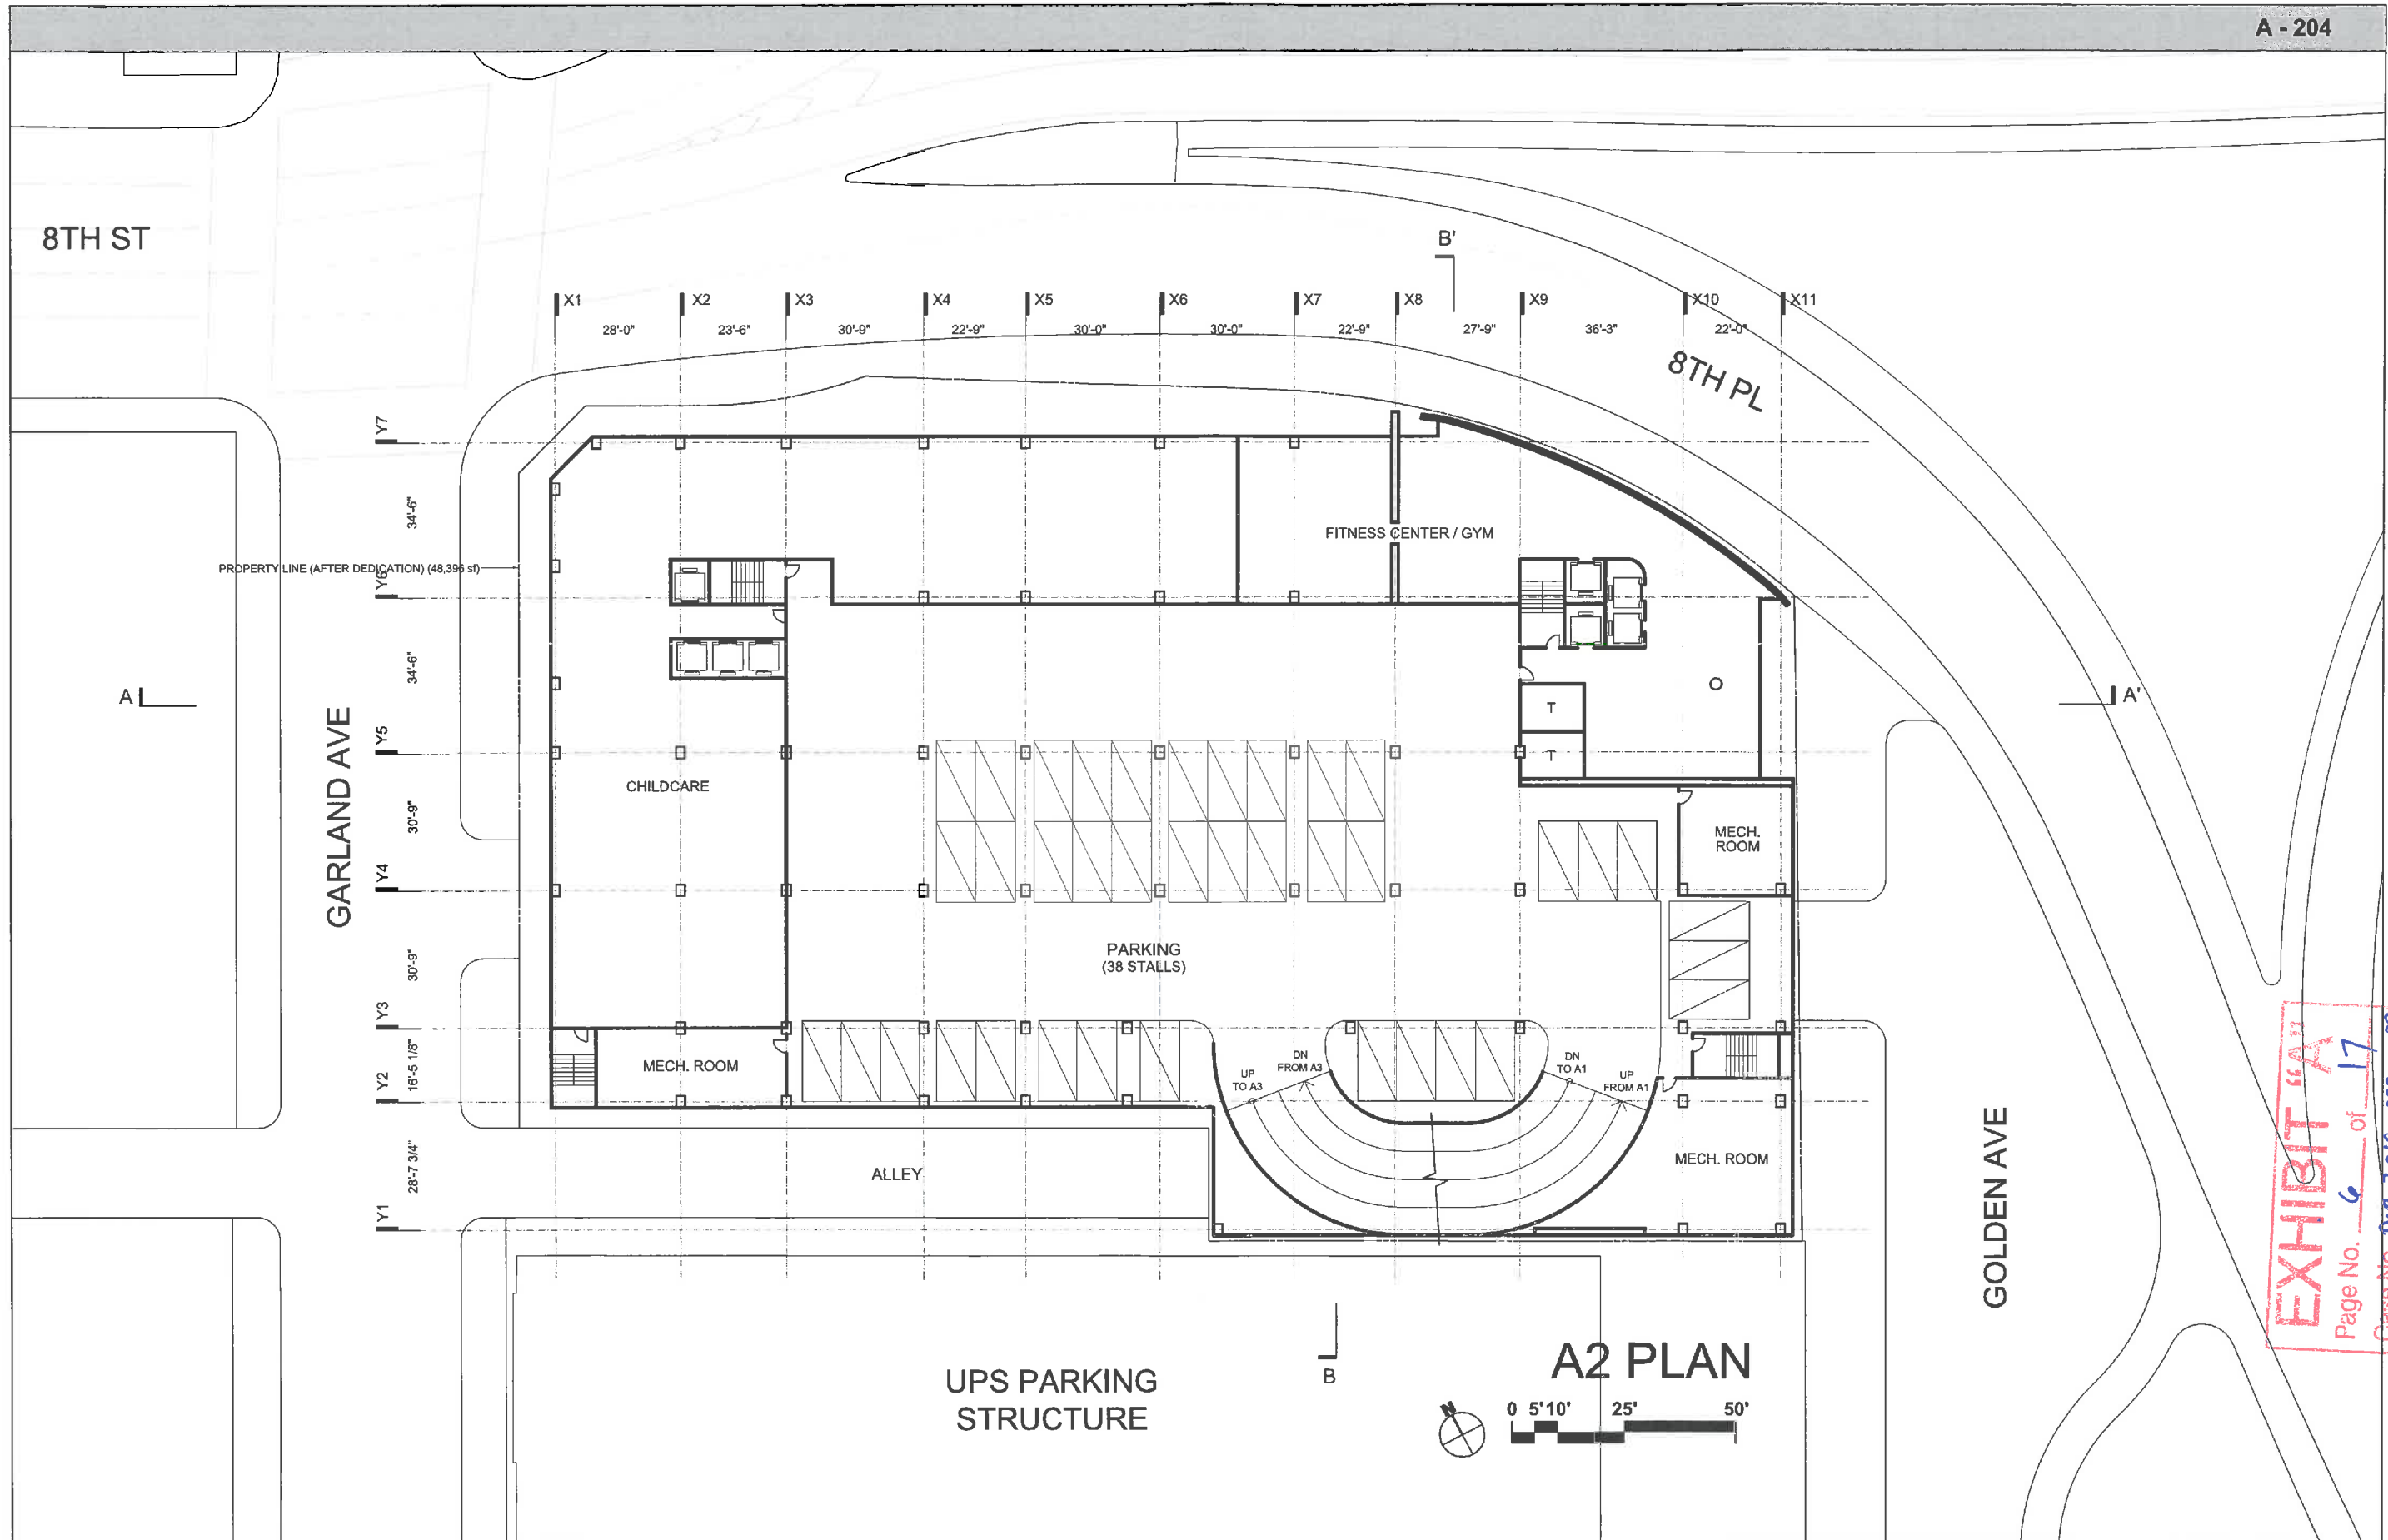 A - 204
8TH ST
B'
X1
X2
X3
X4
X5
X6
X7
X8
X9
X10
X11
28'-0"
23'-6"
30'-9"
22'-9"
30'-0"
30'-0"
22'-9"
27'-9"
36'-3"
22'-0"
8TH PL
Y7
34'-6"
FITNESS CENTER / GYM
PROPERTY LINE (AFTER DEDICATION) (48,396 sf)
Y6
34'-6"
A
A'
GARLAND AVE
T
Y5
T
CHILDCARE
30'-9"
MECH.
ROOM
Y4
PARKING
(38 STALLS)
30'-9"
Y3
MECH. ROOM
16'-5 1/8"
Y2
UP
TO A3
DN
FROM A3
DN
TO A1
UP
FROM A1
MECH. ROOM
ALLEY
28'-7 3/4"
Y1
GOLDEN AVE
EXHIBIT "A"
Page No. 6 of 17
UPS PARKING
STRUCTURE
B
A2 PLAN
N
0 5' 10' 25' 50'